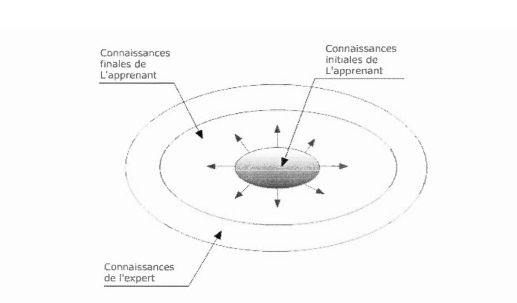 Connaissances
finales de
L'apprenant
Connaissances
initiales de
L'apprenant
Connaissances
de l'expert